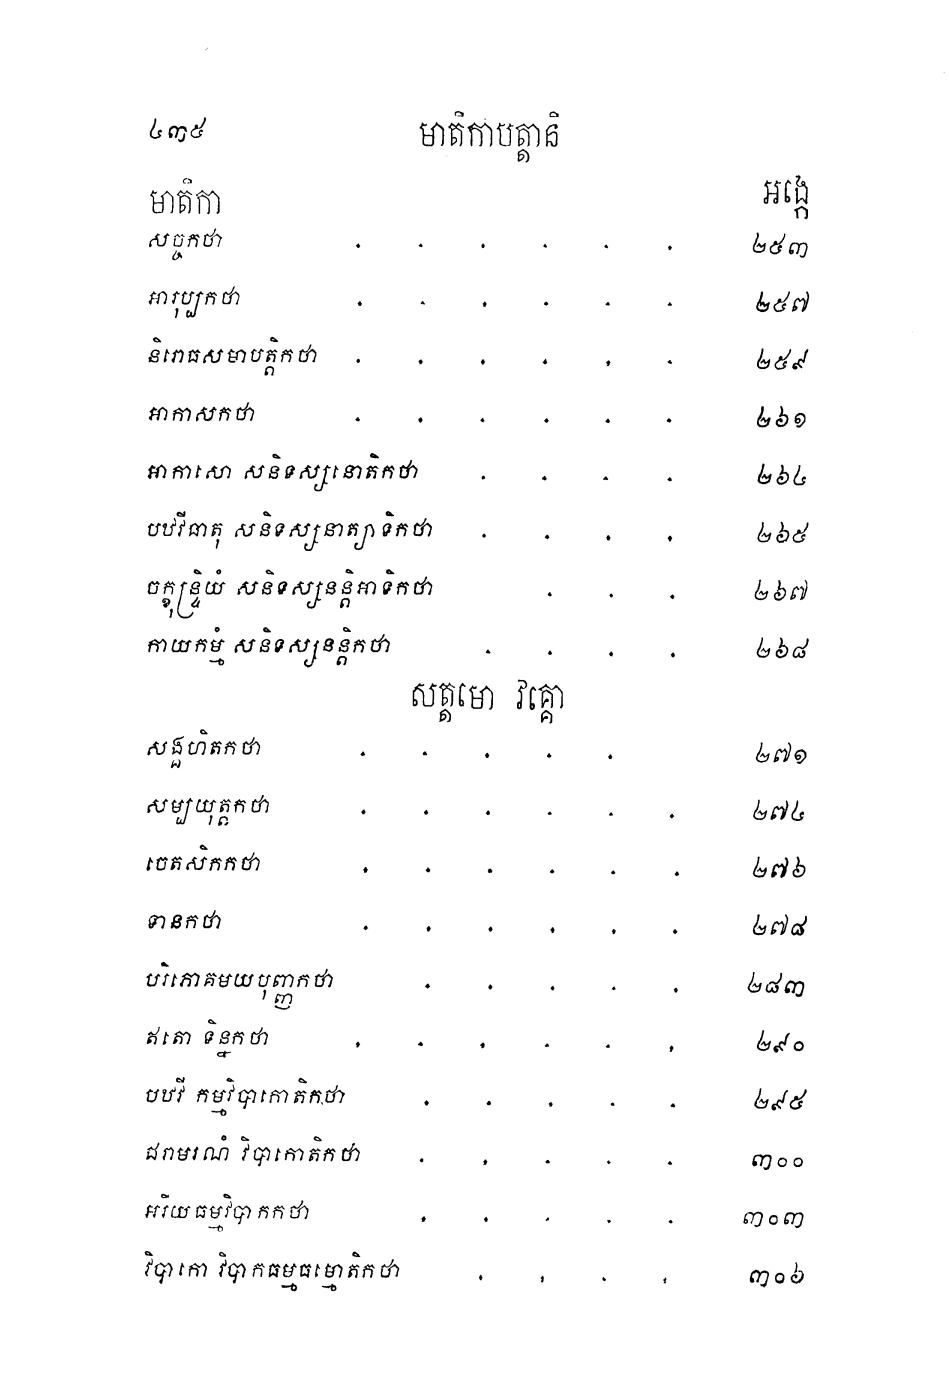 ៤៣៥ មាតិកាបត្តានិ
មាតិកា អង្កេ
សច្ចកថា . . . . . . ២៥៣
អារុប្បកថា . . . . . . ២៥៧
និរោធសមាបត្តិកថា . . . . . . ២៥៩
អាកាសកថា . . . . . . ២៦១
អាកាសោ សនិទស្សនោតិកថា . . . . ២៦៤
បឋវីធាតុ សនិទស្សនាត្យាទិកថា . . . . ២៦៥
ចក្ខុន្ទ្រិយំ សនិទស្សនន្តិអាទិកថា . . . ២៦៧
កាយកម្មំ សនិទស្សនន្តិកថា . . . . ២៦៨
សត្តមោ វគ្គោ
សង្គហិតកថា . . . . . ២៧១
សម្បយុត្តកថា . . . . . . ២៧៤
ចេតសិកកថា . . . . . . ២៧៦
ទានកថា . . . . . . ២៧៨
បរិភោគមយបុញ្ញកថា . . . . . ២៨៣
ឥតោ ទិន្នកថា . . . . . . ២៩០
បឋវី កម្មវិបាកោតិកថា . . . . . ២៩៥
ជរាមរណំ វិបាកោតិកថា . . . . . ៣០០
អរិយធម្មវិបាកកថា . . . . . ៣០៣
វិបាកោ វិបាកធម្មធម្មោតិកថា . . . . ៣០៦